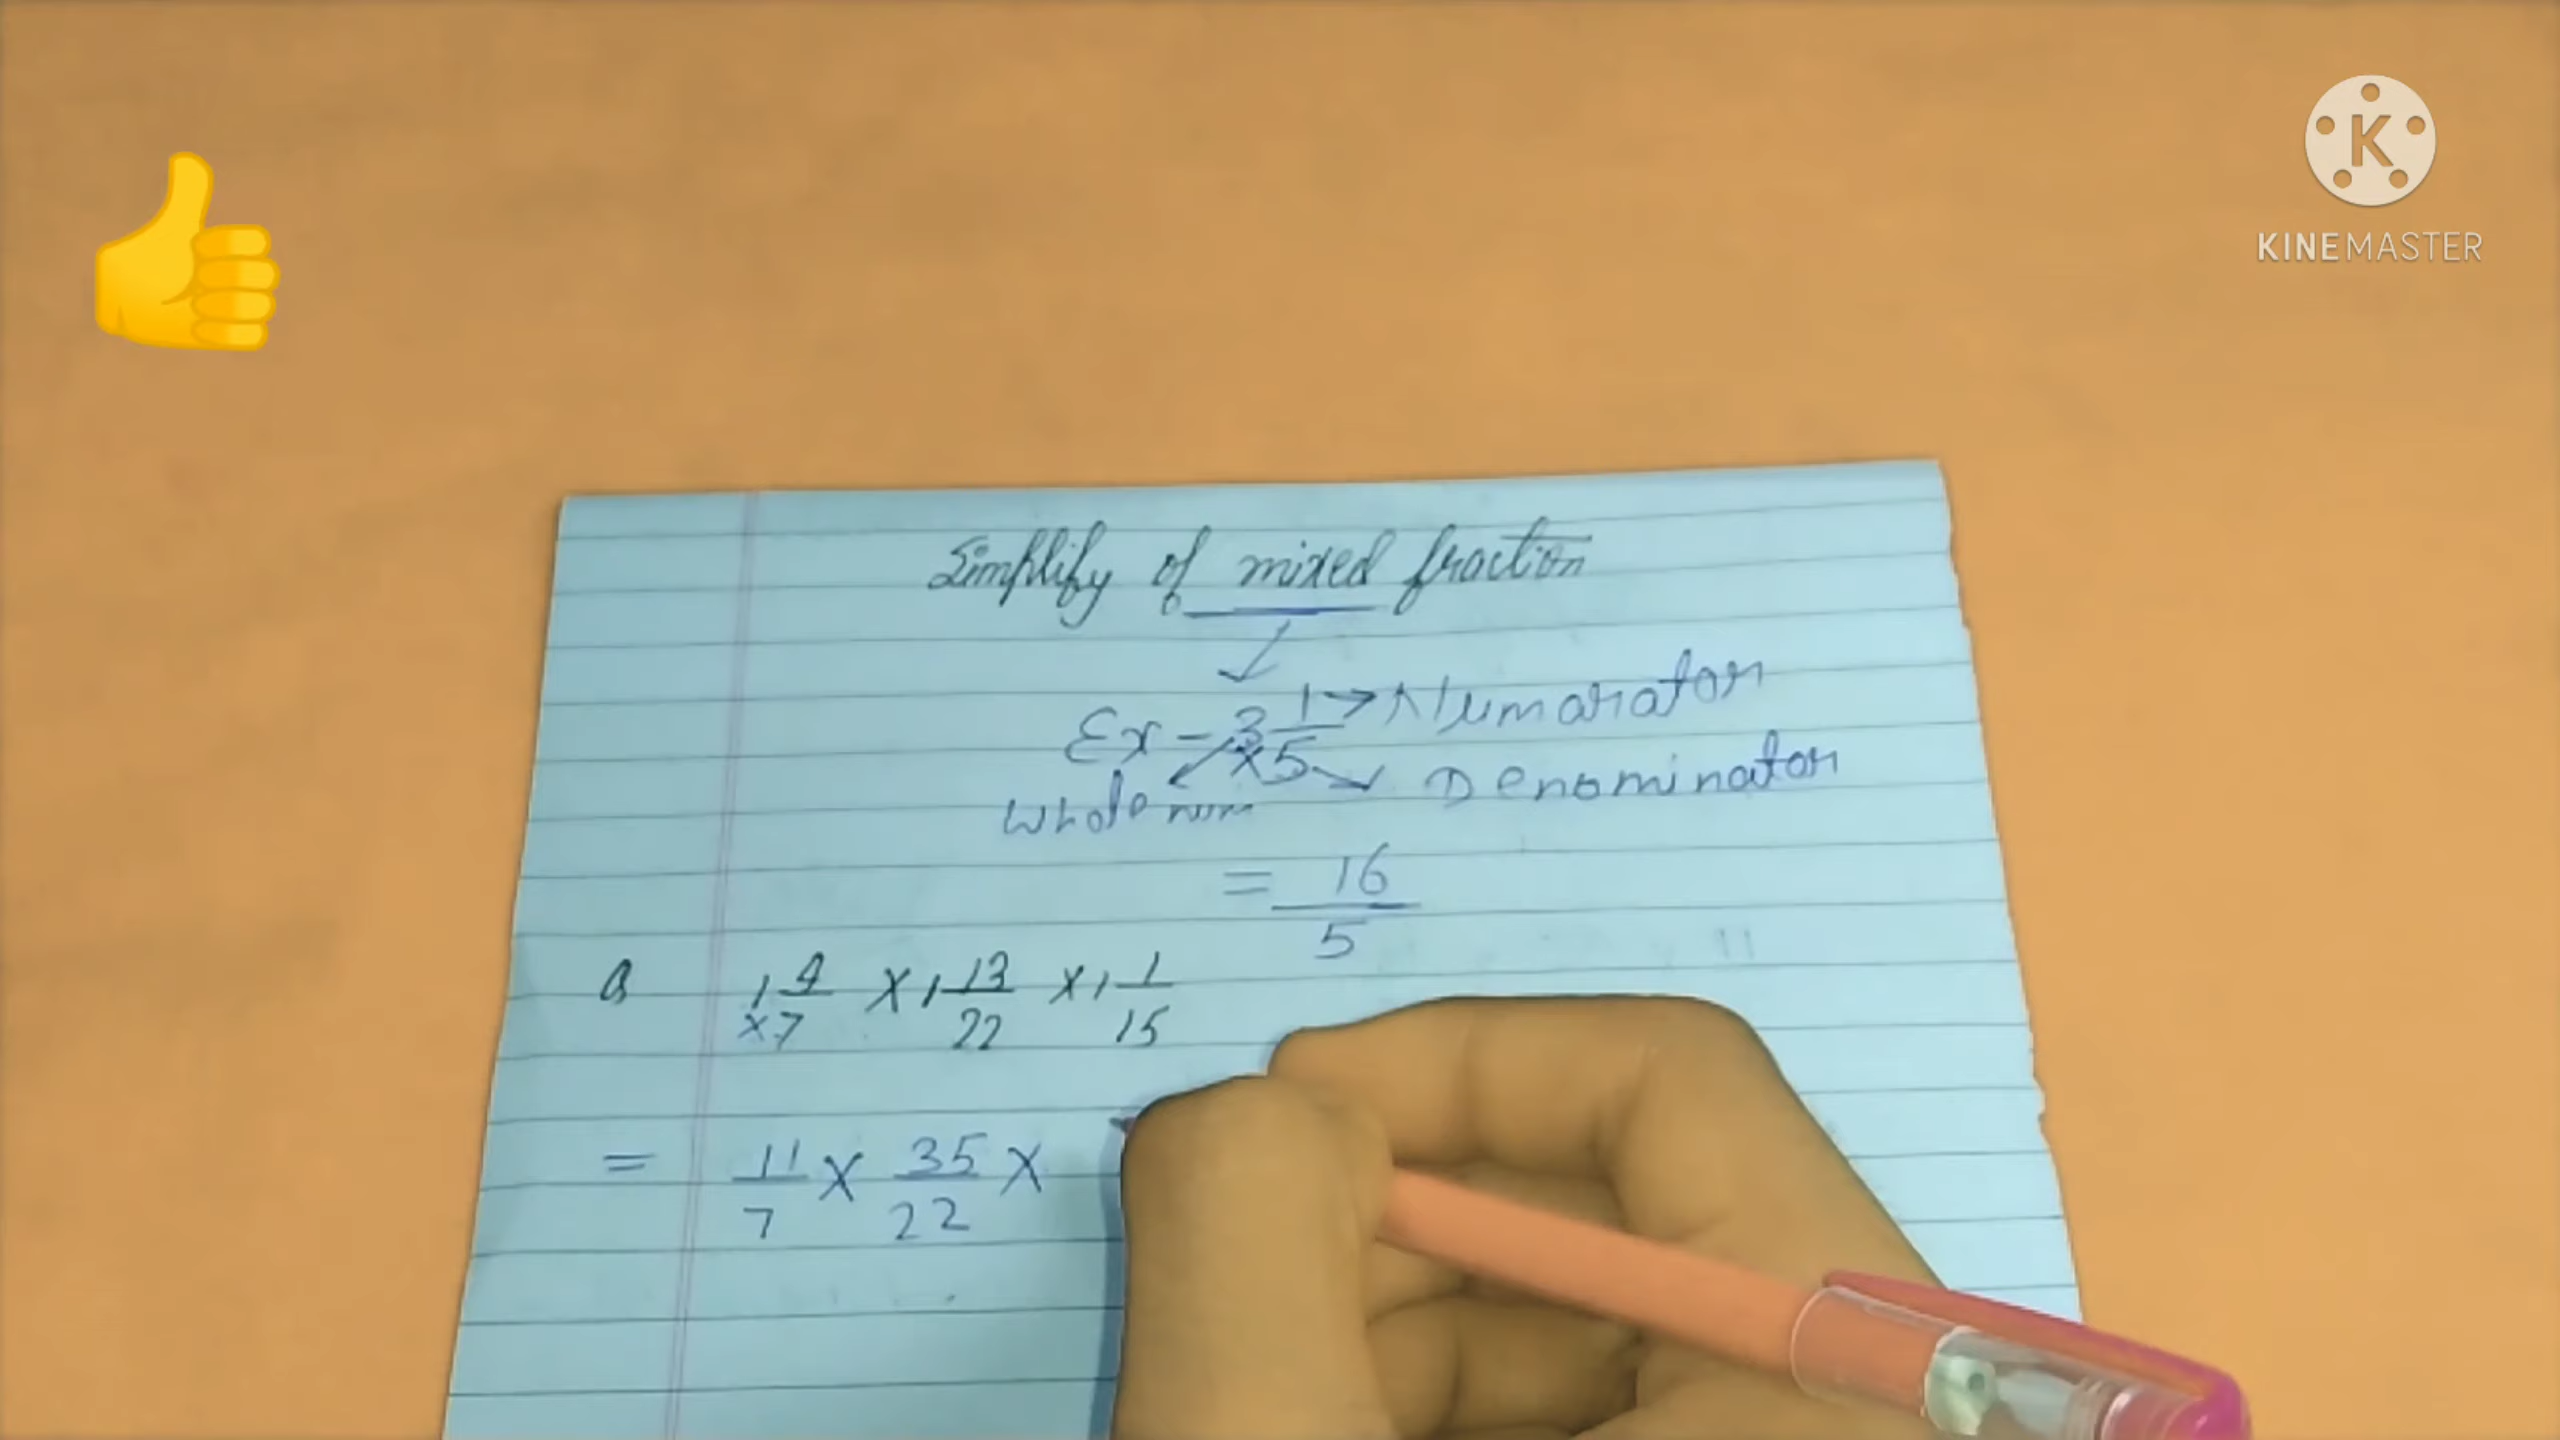 K
KINEMASTER
Simplify of mixed fraction
Ex - 3 1/5 → Numarator
× → Denominator
Whole num
= 16/5
Q 1 4/7 × 1 13/22 × 1 1/15
×
= 11/7 × 35/22 ×